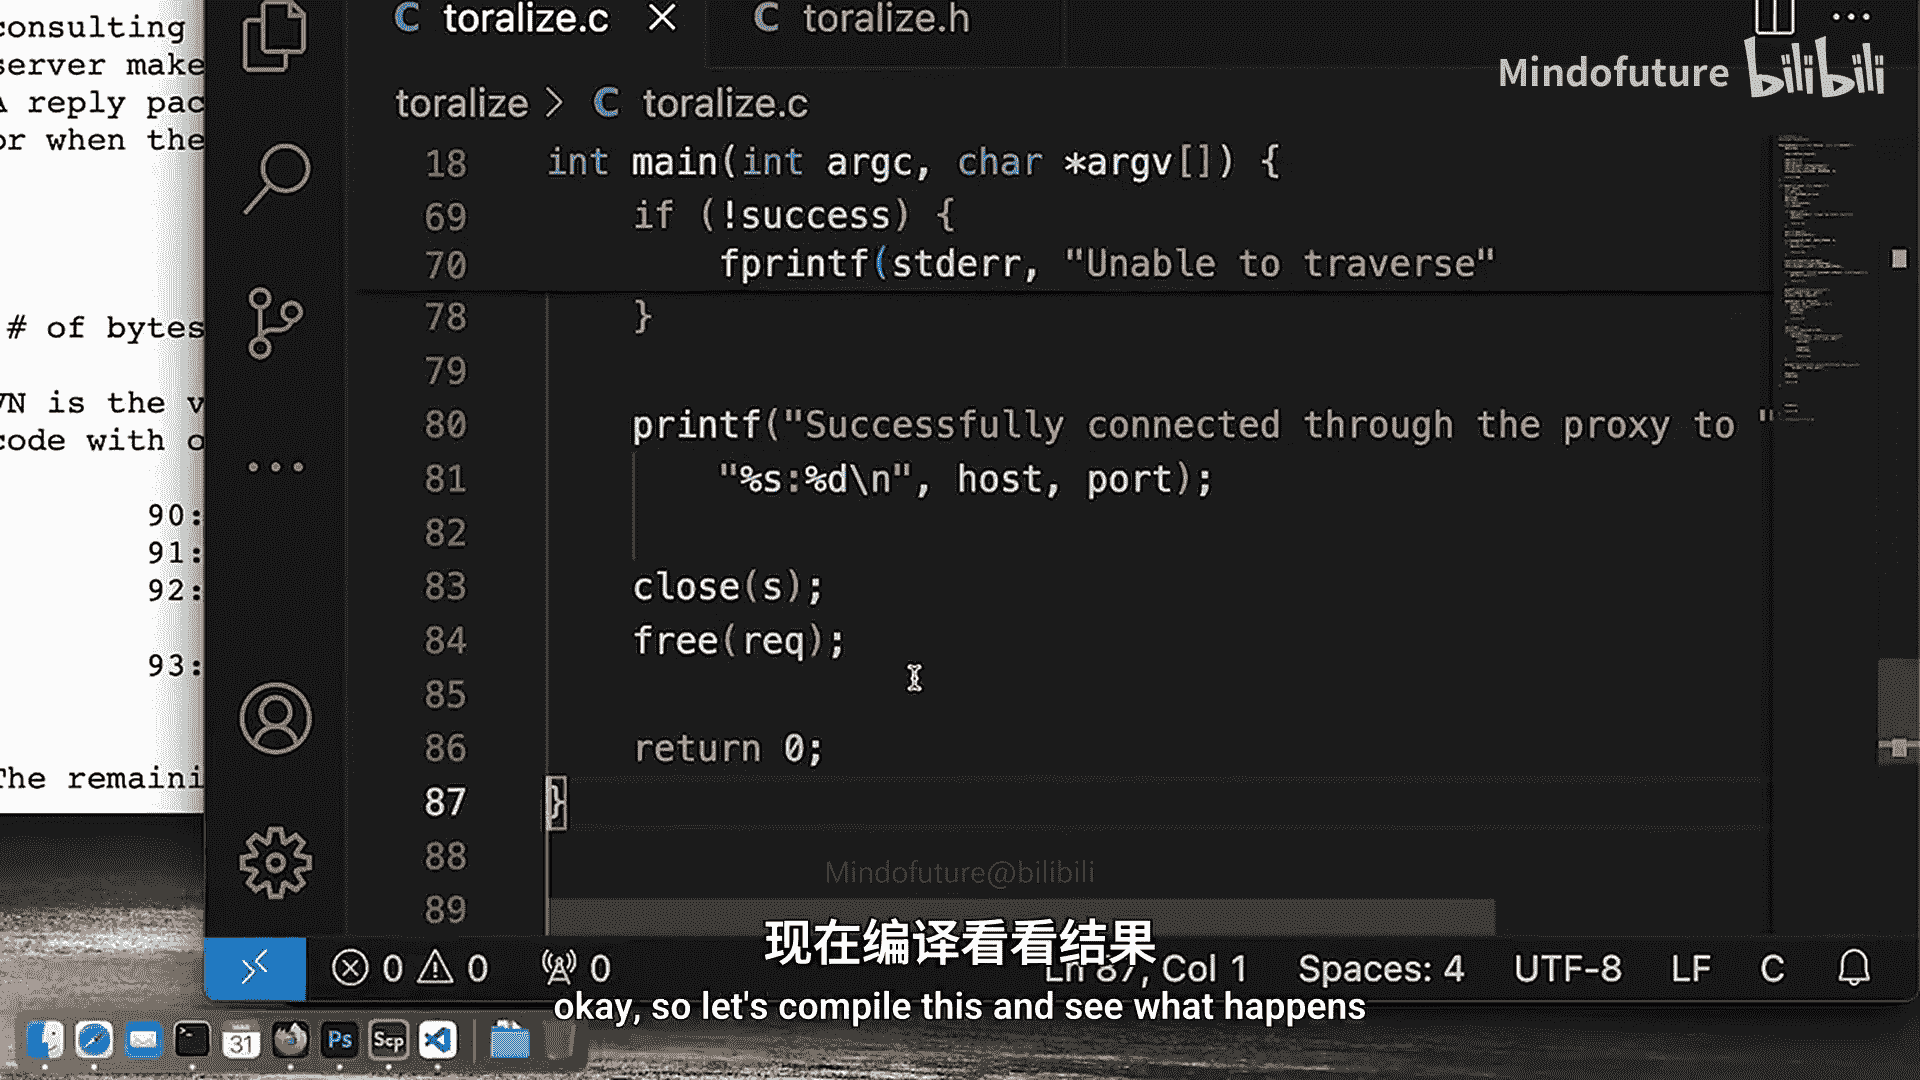 consulting
server make
A reply pac
or when the
# of bytes
VN is the v
code with o
90:
91:
92:
93:
The remaini
toralize.c
toralize.h
Mindofuture bilibili
toralize > C toralize.c
18 int main(int argc, char *argv[]) {
69 if (!success) {
70 fprintf(stderr, "Unable to traverse"
78 }
79
80 printf("Successfully connected through the proxy to "
81 "%s:%d\n", host, port);
82
83 close(s);
84 free(req);
85
86 return 0;
87 }
88
89
Mindofuture@bilibili
现在编译看看结果
0 0 0 Ln 87, Col 1 Spaces: 4 UTF-8 LF C
okay, so let's compile this and see what happens
31 Ps Scp